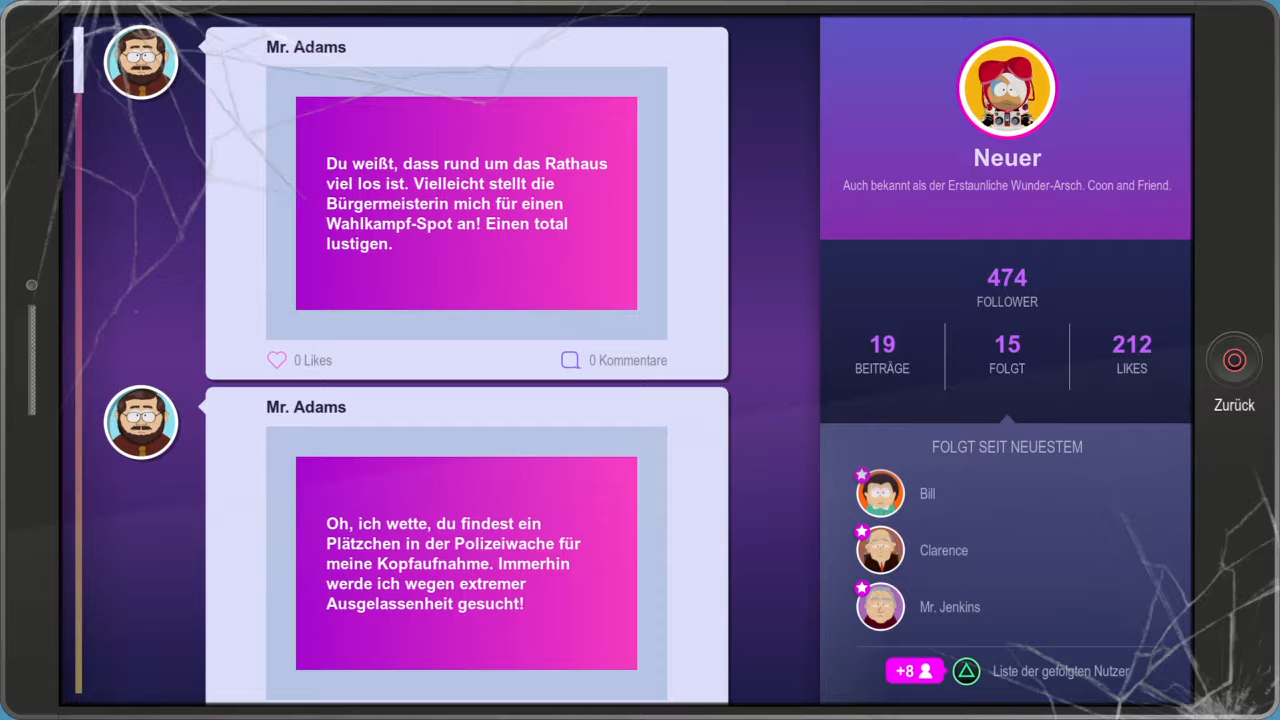 Mr. Adams
Du weißt, dass rund um das Rathaus
viel los ist. Vielleicht stellt die
Bürgermeisterin mich für einen
Wahlkampf-Spot an! Einen total
lustigen.
0 Likes
0 Kommentare
Mr. Adams
Oh, ich wette, du findest ein
Plätzchen in der Polizeiwache für
meine Kopfaufnahme. Immerhin
werde ich wegen extremer
Ausgelassenheit gesucht!
Neuer
Auch bekannt als der Erstaunliche Wunder-Arsch. Coon and Friend.
474
FOLLOWER
19
BEITRÄGE
15
FOLGT
212
LIKES
FOLGT SEIT NEUESTEM
Bill
Clarence
Mr. Jenkins
+8
Liste der gefolgten Nutzer
Zurück